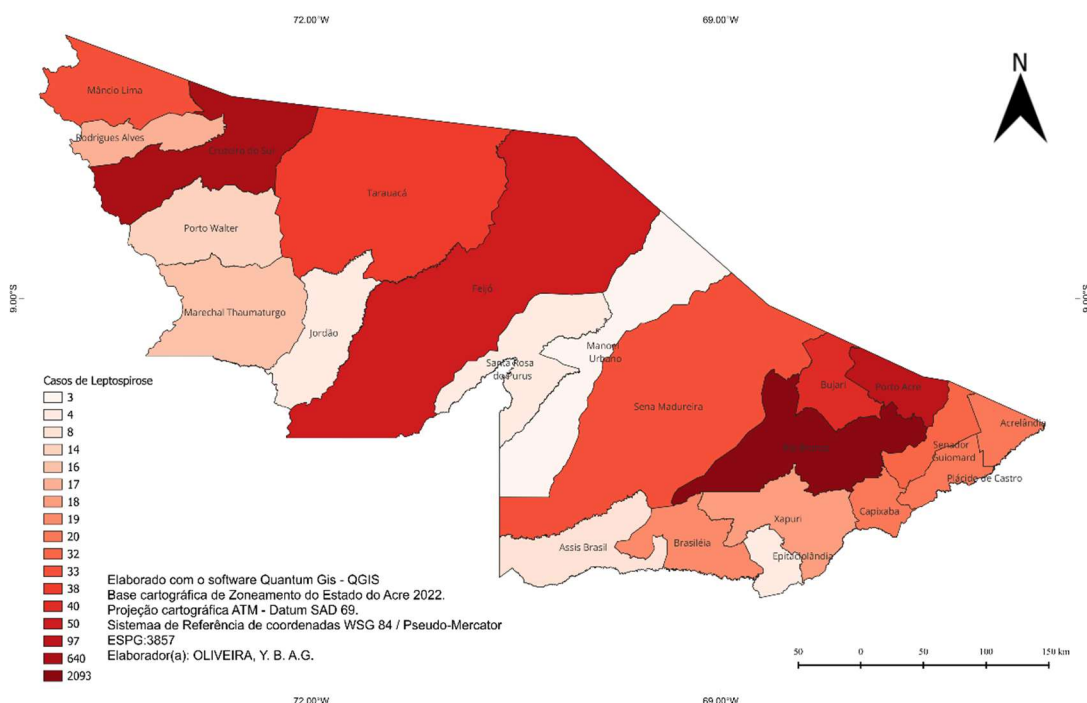 72.00°W
69.00°W
N
Mâncio Lima
Rodrigues Alves
Cruzeiro do Sul
Tarauacá
Porto Walter
9.00°S
9.00°S
Feijó
Marechal Thaumaturgo
Jordão
Manoel
Urbano
Santa Rosa
do Purus
Casos de Leptospirose
3
4
8
14
16
17
18
19
20
32
33
38
40
50
97
640
2093
Bujari
Porto Acre
Sena Madureira
Acrelândia
Senador
Guiomard
Plácido de Castro
Capixaba
Xapuri
Brasiléia
Assis Brasil
Epitaciolândia
Elaborado com o software Quantum Gis - QGIS
Base cartográfica de Zoneamento do Estado do Acre 2022.
Projeção cartográfica ATM - Datum SAD 69.
Sistemaa de Referência de coordenadas WSG 84 / Pseudo-Mercator
ESPG:3857
Elaborador(a): OLIVEIRA, Y. B. A.G.
50 0 50 100 150 km
72.00°W
69.00°W